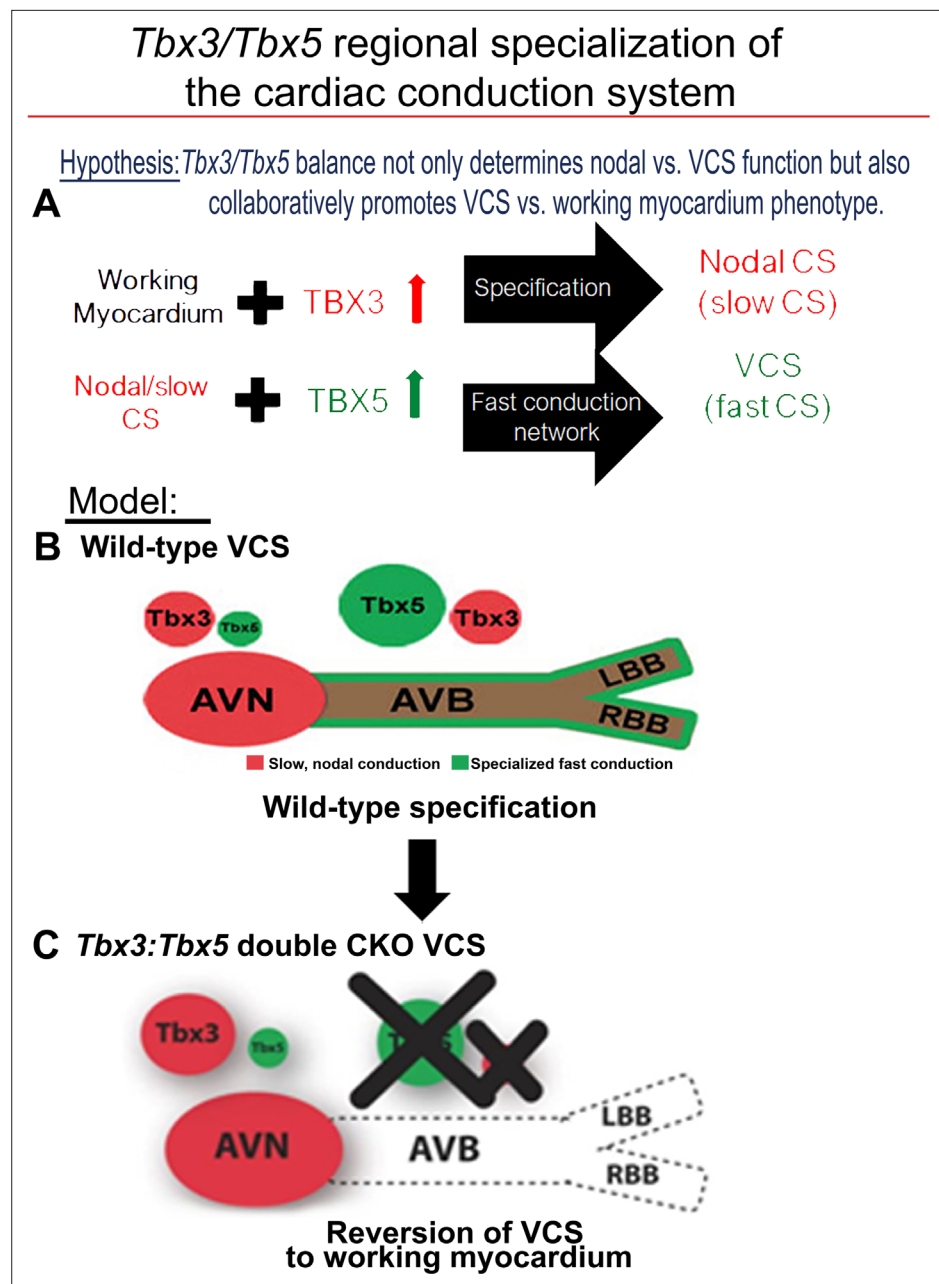 Tbx3/Tbx5 regional specialization of
the cardiac conduction system
Hypothesis: Tbx3/Tbx5 balance not only determines nodal vs. VCS function but also
collaboratively promotes VCS vs. working myocardium phenotype.
A
Working
Myocardium
TBX3
Specification
Nodal CS
(slow CS)
Nodal/slow
CS
TBX5
Fast conduction
network
VCS
(fast CS)
Model:
B Wild-type VCS
Tbx3
Tbx5
Tbx5
Tbx3
AVN
AVB
LBB
RBB
Slow, nodal conduction
Specialized fast conduction
Wild-type specification
C Tbx3:Tbx5 double CKO VCS
Tbx3
Tbx5
AVN
AVB
LBB
RBB
Reversion of VCS
to working myocardium